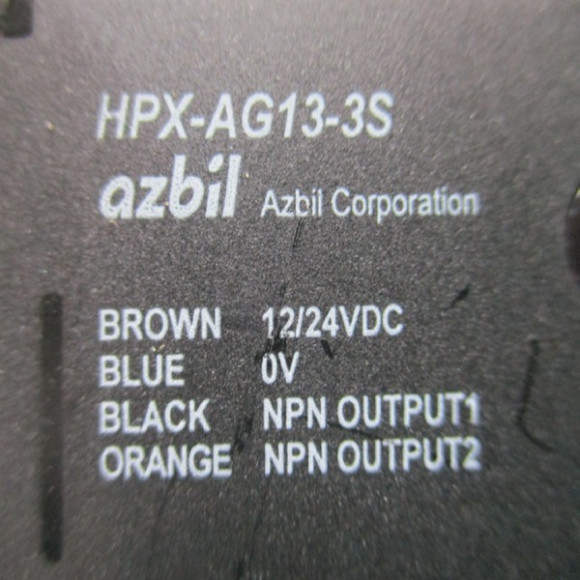 HPX-AG13-3S
azbil Azbil Corporation
BROWN 12/24VDC
BLUE 0V
BLACK NPN OUTPUT1
ORANGE NPN OUTPUT2